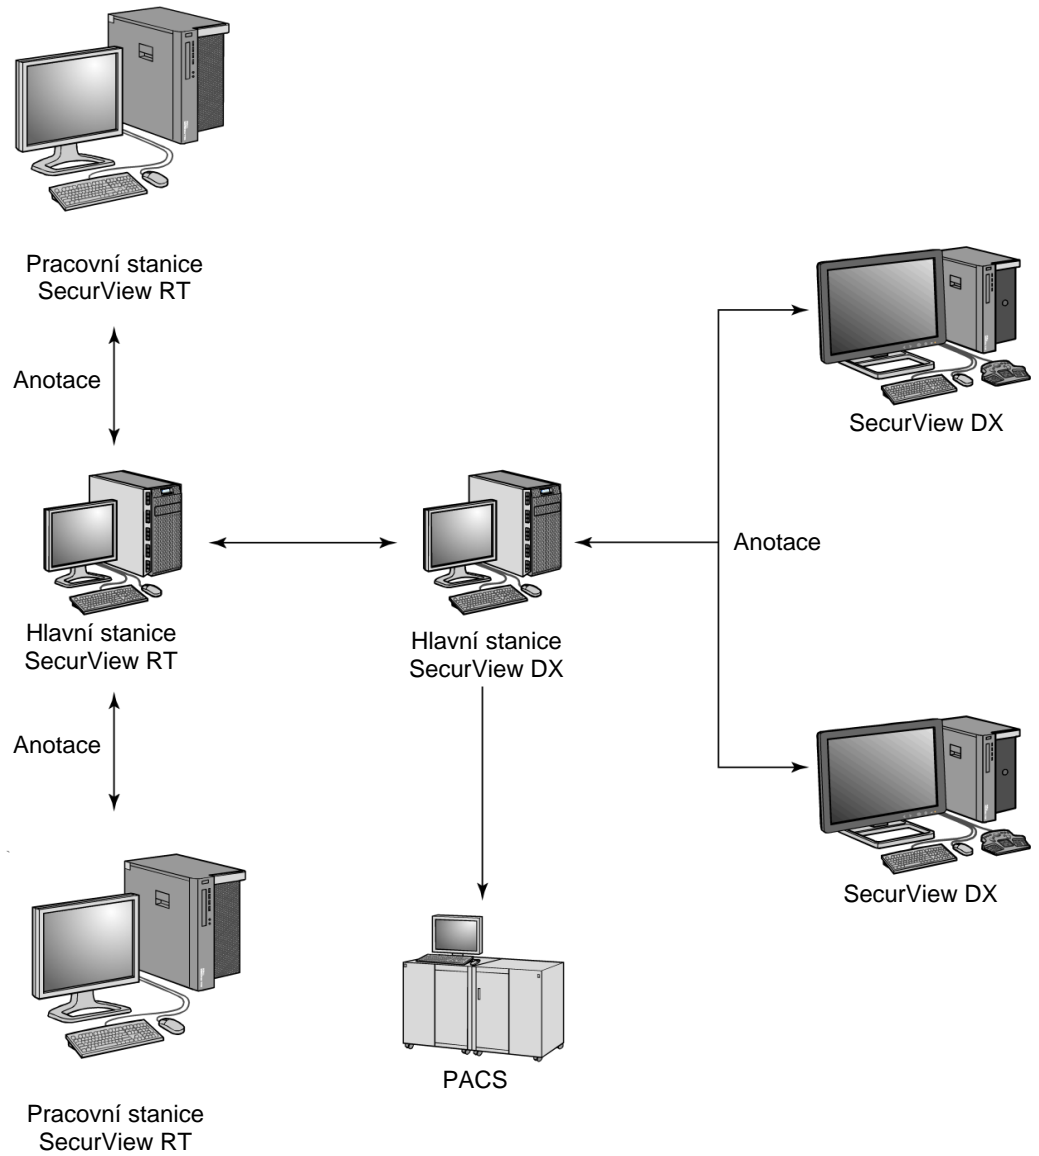 Pracovní stanice
SecurView RT
Anotace
Hlavní stanice
SecurView RT
Anotace
Pracovní stanice
SecurView RT
Hlavní stanice
SecurView DX
PACS
SecurView DX
Anotace
SecurView DX